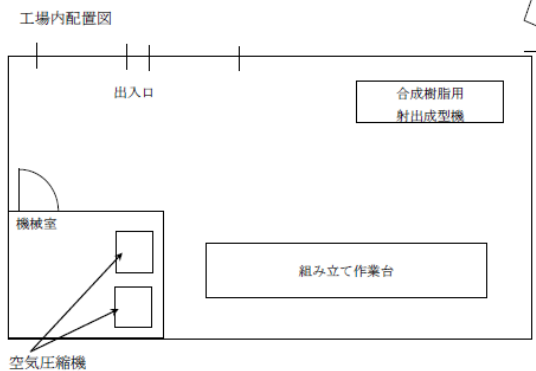 工場内配置図
出入口
合成樹脂用
射出成型機
機械室
組み立て作業台
空気圧縮機